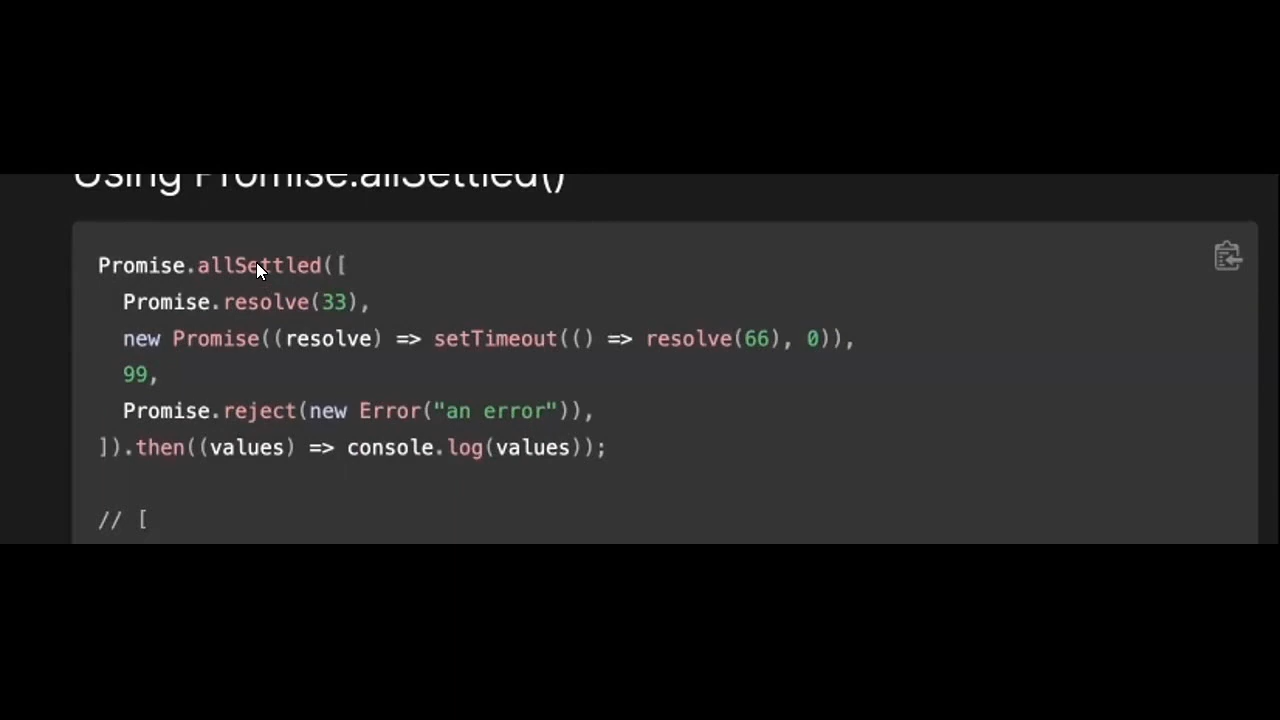 Using Promise.allSettled()
Promise.allSettled([
  Promise.resolve(33),
  new Promise((resolve) => setTimeout(() => resolve(66), 0)),
  99,
  Promise.reject(new Error("an error")),
]).then((values) => console.log(values));
// [